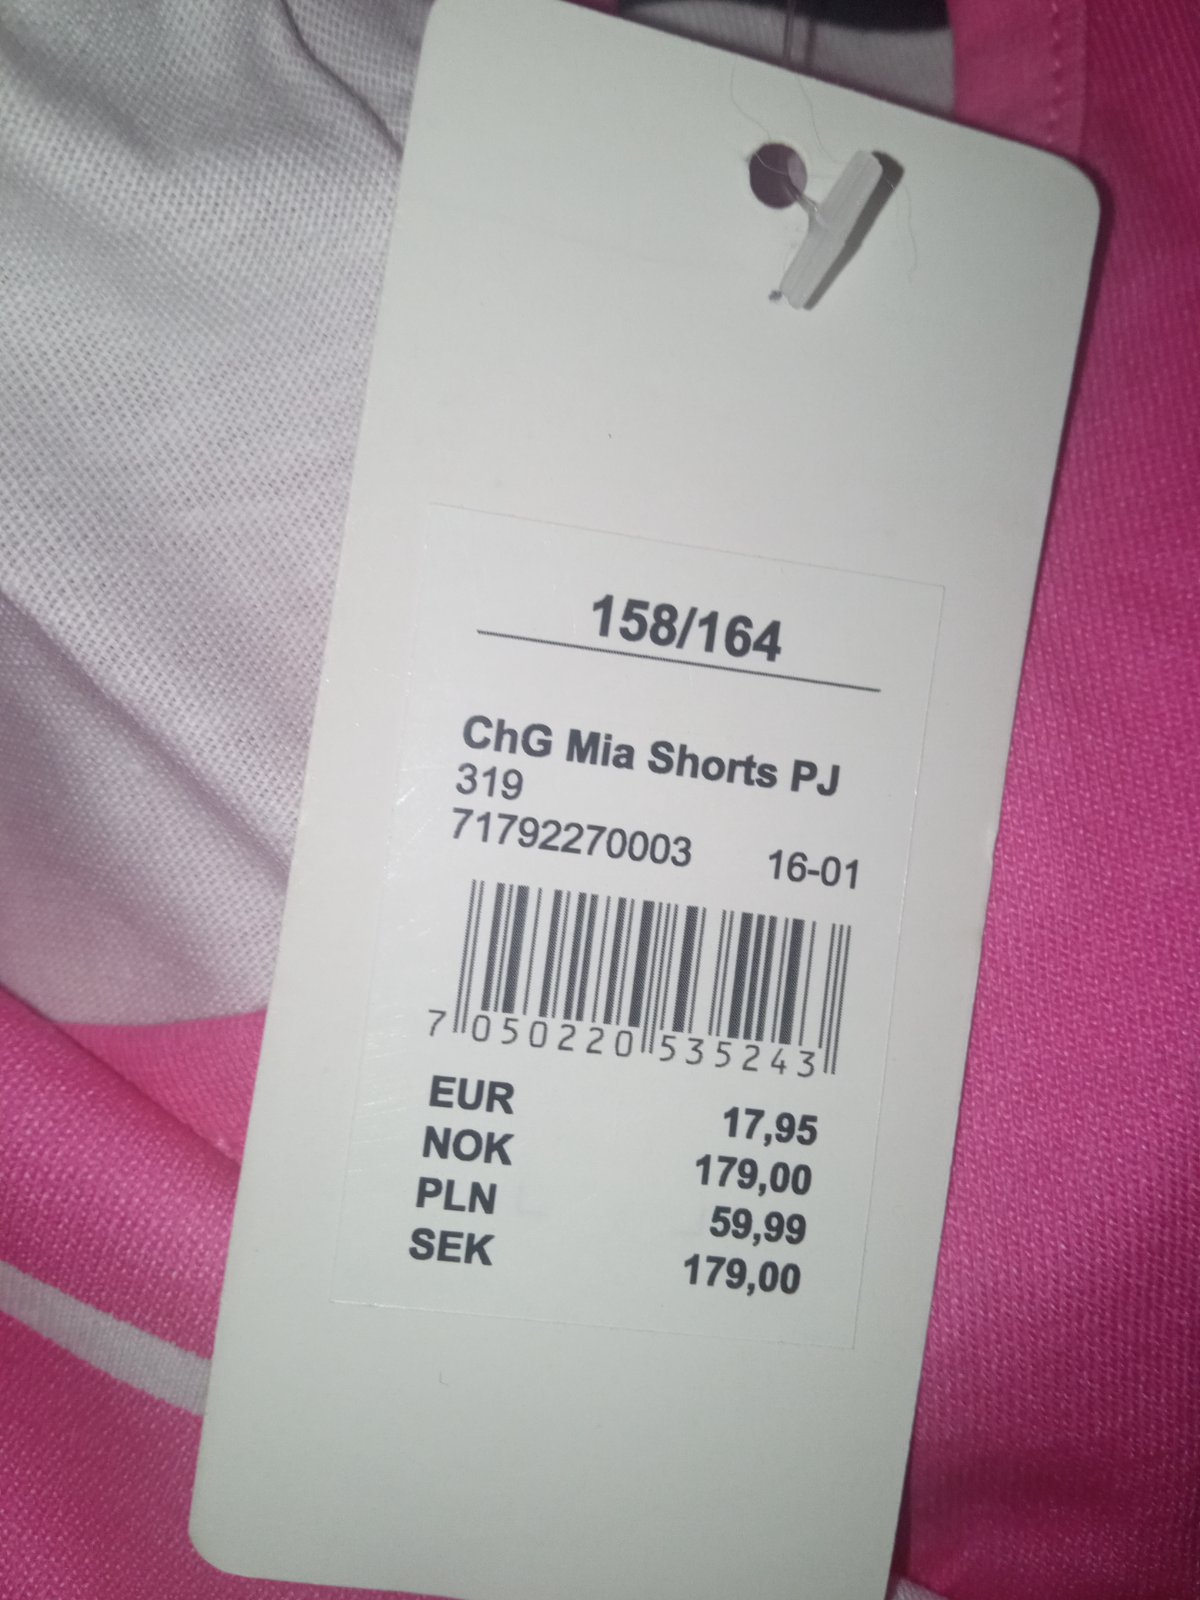 158/164
ChG Mia Shorts PJ
319
71792270003 16-01
7 050220 535243
EUR 17,95
NOK 179,00
PLN 59,99
SEK 179,00